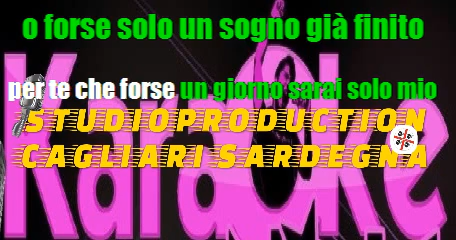 o forse solo un sogno già finito
per te che forse un giorno sarai solo mio
STUDIOPRODUCTION
CAGLIARI SARDEGNA
Karaoke